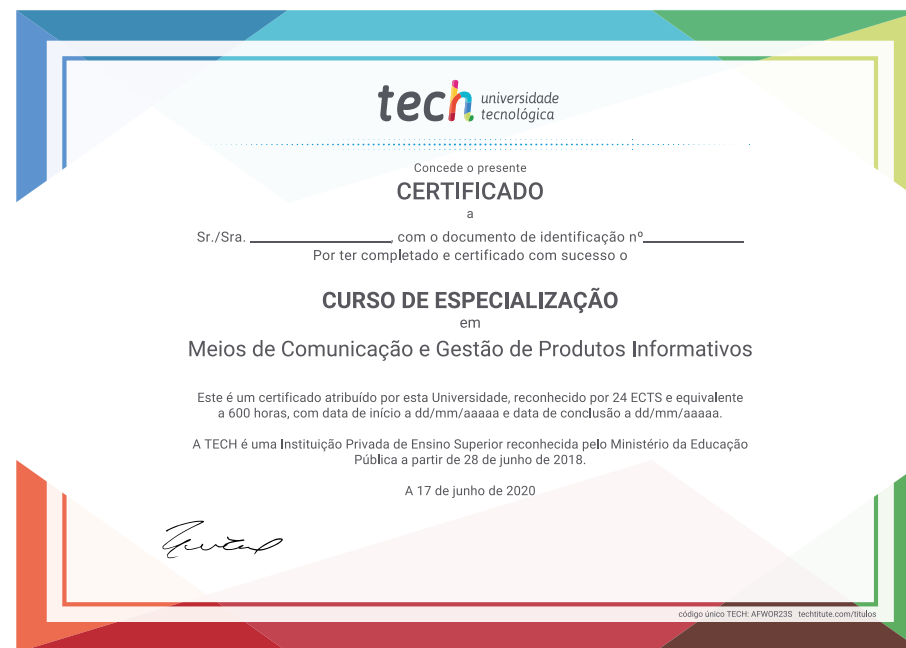 tech universidade
tecnológica
Concede o presente
CERTIFICADO
a
Sr./Sra. ____________________, com o documento de identificação nº______________
Por ter completado e certificado com sucesso o
CURSO DE ESPECIALIZAÇÃO
em
Meios de Comunicação e Gestão de Produtos Informativos
Este é um certificado atribuído por esta Universidade, reconhecido por 24 ECTS e equivalente
a 600 horas, com data de início a dd/mm/aaaaa e data de conclusão a dd/mm/aaaaa.
A TECH é uma Instituição Privada de Ensino Superior reconhecida pelo Ministério da Educação
Pública a partir de 28 de junho de 2018.
A 17 de junho de 2020
código único TECH: AFWOR23S techtitute.com/titulos